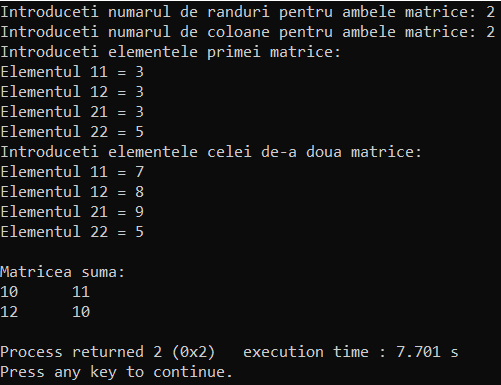 Introduceti numarul de randuri pentru ambele matrice: 2
Introduceti numarul de coloane pentru ambele matrice: 2
Introduceti elementele primei matrice:
Elementul 11 = 3
Elementul 12 = 3
Elementul 21 = 3
Elementul 22 = 5
Introduceti elementele celei de-a doua matrice:
Elementul 11 = 7
Elementul 12 = 8
Elementul 21 = 9
Elementul 22 = 5
Matricea suma:
10 11
12 10
Process returned 2 (0x2) execution time : 7.701 s
Press any key to continue.